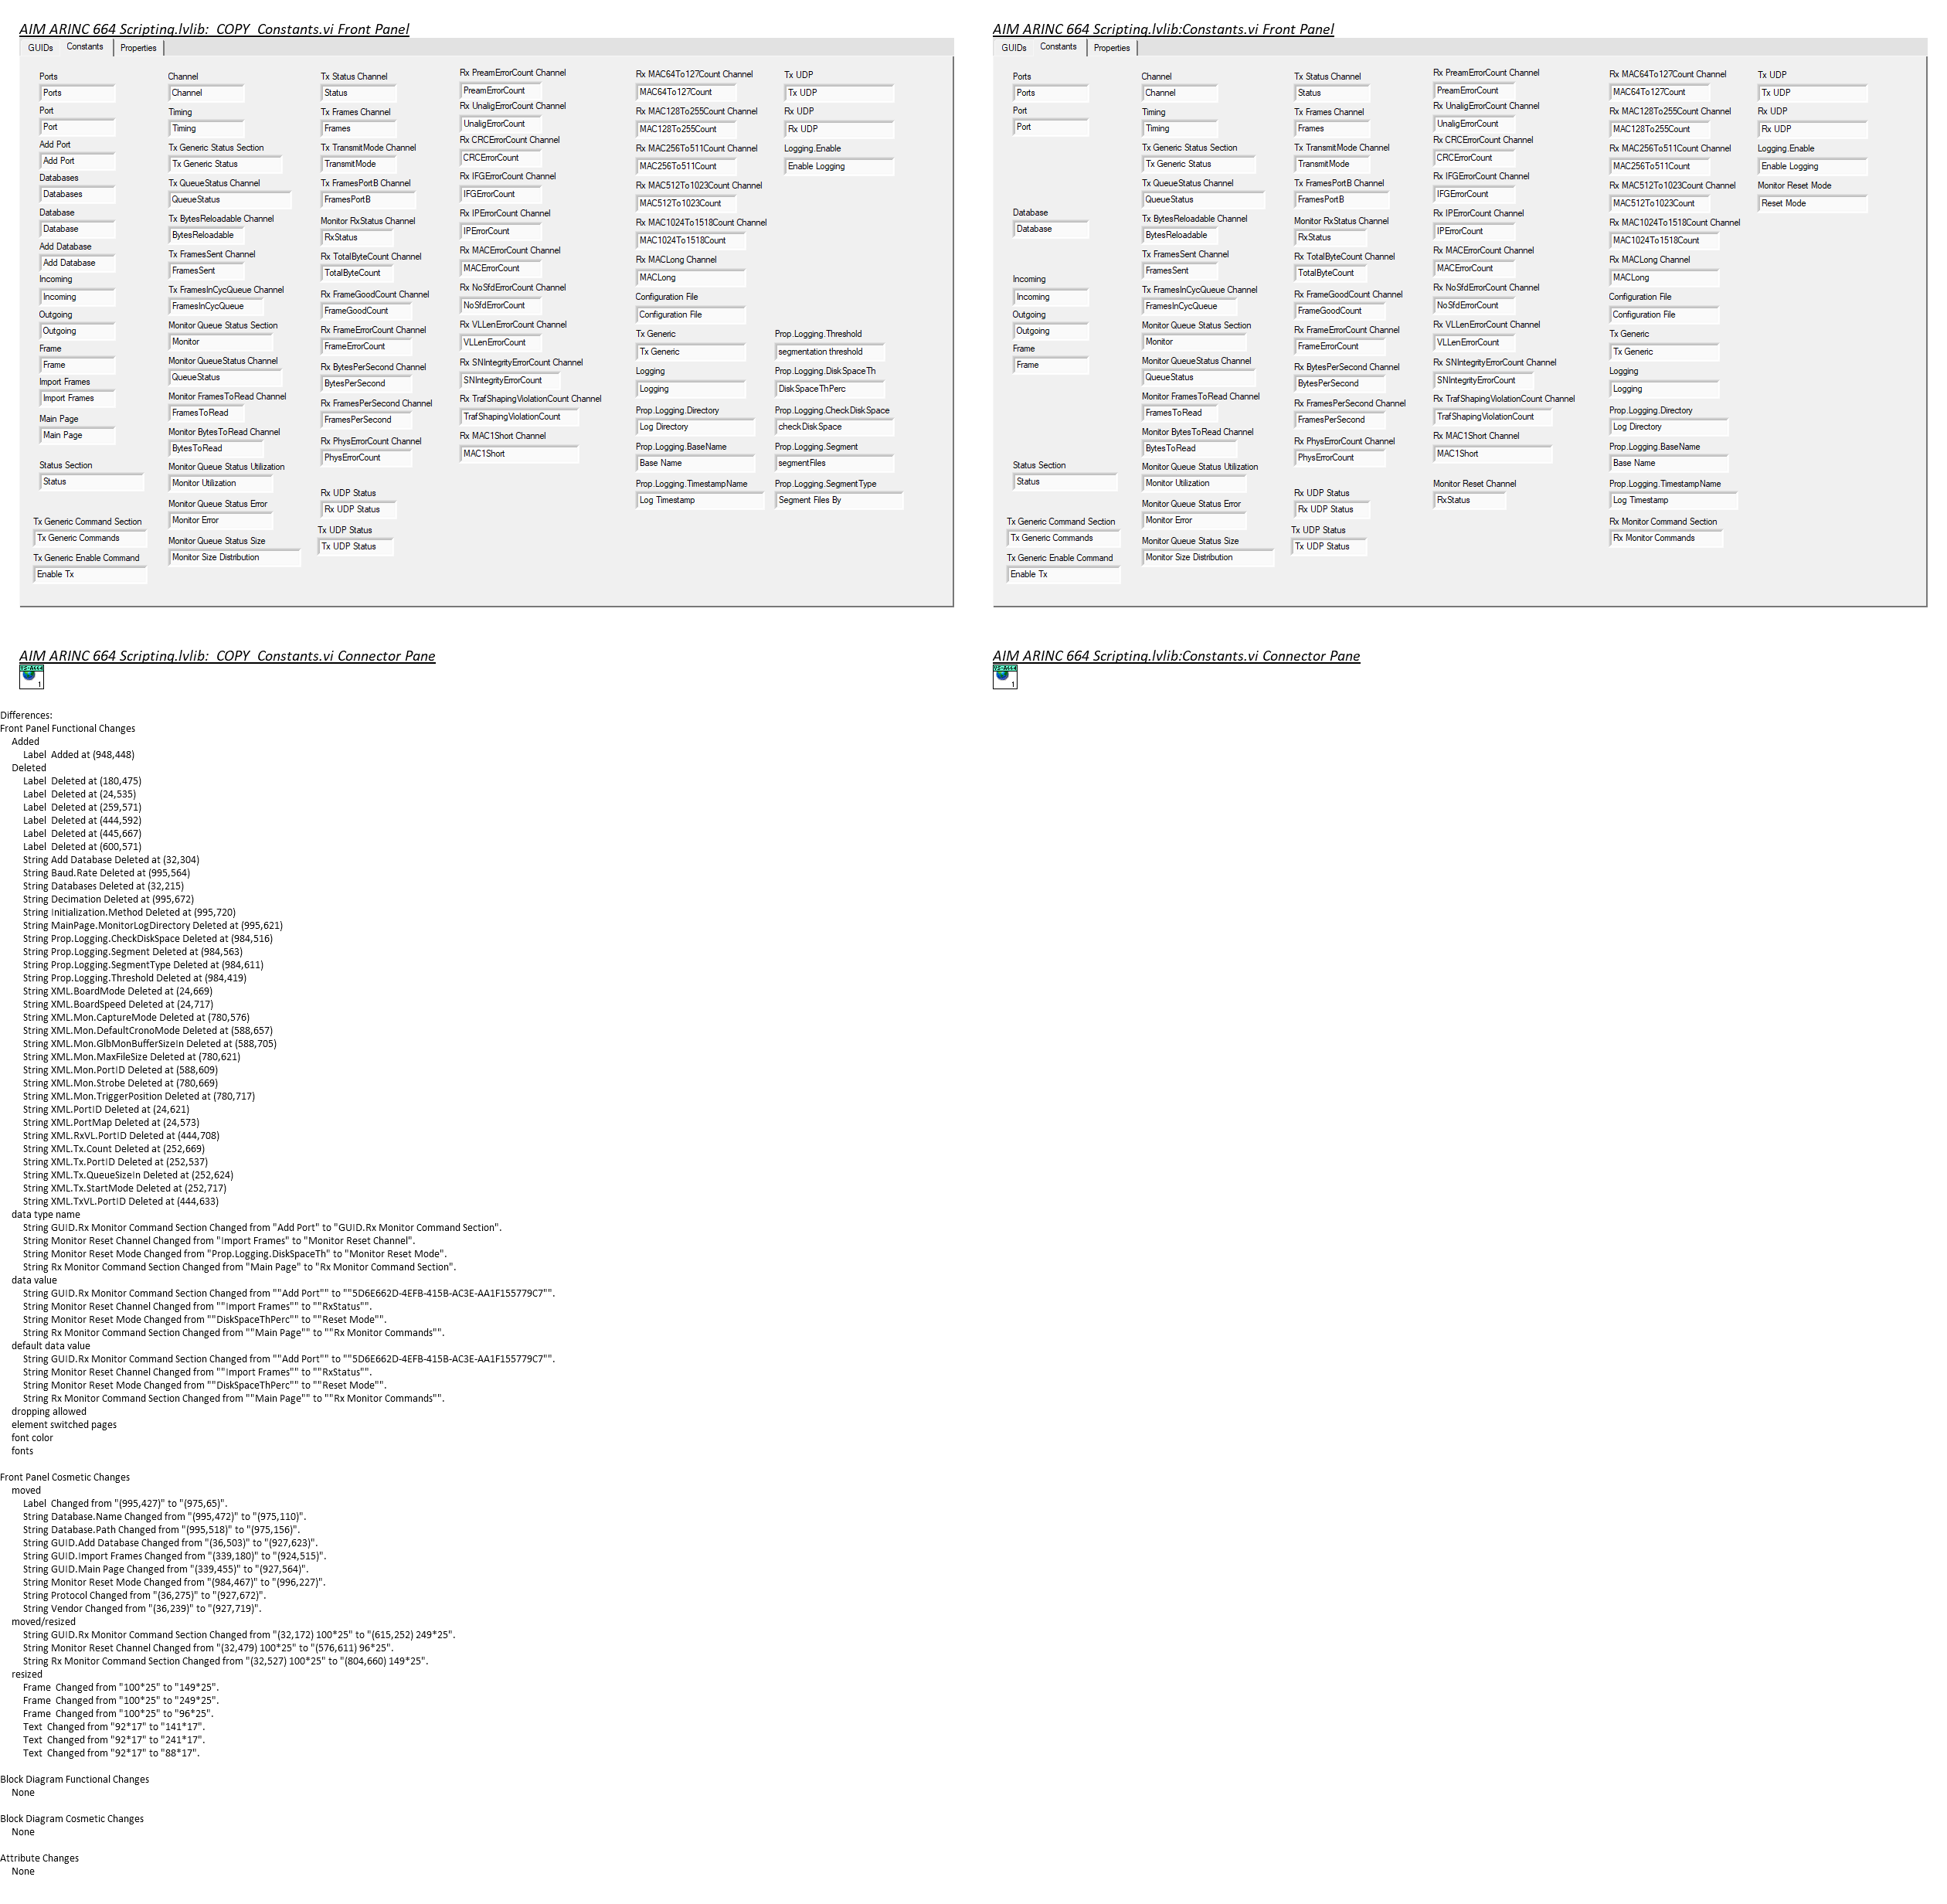 AIM ARINC 664 Scripting.lvlib:_COPY_Constants.vi Front Panel
GUIDs Constants Properties
Ports
Ports
Port
Port
Add Port
Add Port
Databases
Databases
Database
Database
Add Database
Add Database
Incoming
Incoming
Outgoing
Outgoing
Frame
Frame
Import Frames
Import Frames
Main Page
Main Page
Status Section
Status
Tx Generic Command Section
Tx Generic Commands
Tx Generic Enable Command
Enable Tx
Channel
Channel
Timing
Timing
Tx Generic Status Section
Tx Generic Status
Tx QueueStatus Channel
QueueStatus
Tx BytesReloadable Channel
BytesReloadable
Tx FramesSent Channel
FramesSent
Tx FramesInCycQueue Channel
FramesInCycQueue
Monitor Queue Status Section
Monitor
Monitor QueueStatus Channel
QueueStatus
Monitor FramesToRead Channel
FramesToRead
Monitor BytesToRead Channel
BytesToRead
Monitor Queue Status Utilization
Monitor Utilization
Monitor Queue Status Error
Monitor Error
Monitor Queue Status Size
Monitor Size Distribution
Tx Status Channel
Status
Tx Frames Channel
Frames
Tx TransmitMode Channel
TransmitMode
Tx FramesPortB Channel
FramesPortB
Monitor RxStatus Channel
RxStatus
Rx TotalByteCount Channel
TotalByteCount
Rx FrameGoodCount Channel
FrameGoodCount
Rx FrameErrorCount Channel
FrameErrorCount
Rx BytesPerSecond Channel
BytesPerSecond
Rx FramesPerSecond Channel
FramesPerSecond
Rx PhysErrorCount Channel
PhysErrorCount
Rx UDP Status
Rx UDP Status
Tx UDP Status
Tx UDP Status
Rx PreamErrorCount Channel
PreamErrorCount
Rx UnaligErrorCount Channel
UnaligErrorCount
Rx CRCErrorCount Channel
CRCErrorCount
Rx IFGErrorCount Channel
IFGErrorCount
Rx IPErrorCount Channel
IPErrorCount
Rx MACErrorCount Channel
MACErrorCount
Rx NoSfdErrorCount Channel
NoSfdErrorCount
Rx VLLenErrorCount Channel
VLLenErrorCount
Rx SNIntegrityErrorCount Channel
SNIntegrityErrorCount
Rx TrafShapingViolationCount Channel
TrafShapingViolationCount
Rx MAC1Short Channel
MAC1Short
Rx MAC64To127Count Channel
MAC64To127Count
Rx MAC128To255Count Channel
MAC128To255Count
Rx MAC256To511Count Channel
MAC256To511Count
Rx MAC512To1023Count Channel
MAC512To1023Count
Rx MAC1024To1518Count Channel
MAC1024To1518Count
Rx MACLong Channel
MACLong
Configuration File
Configuration File
Tx Generic
Tx Generic
Logging
Logging
Prop.Logging.Directory
Log Directory
Prop.Logging.BaseName
Base Name
Prop.Logging.TimestampName
Log Timestamp
Tx UDP
Tx UDP
Rx UDP
Rx UDP
Logging.Enable
Enable Logging
Prop.Logging.Threshold
segmentation threshold
Prop.Logging.DiskSpaceTh
DiskSpaceThPerc
Prop.Logging.CheckDiskSpace
checkDiskSpace
Prop.Logging.Segment
segmentFiles
Prop.Logging.SegmentType
Segment Files By
AIM ARINC 664 Scripting.lvlib:Constants.vi Front Panel
GUIDs Constants Properties
Ports
Ports
Port
Port
Database
Database
Incoming
Incoming
Outgoing
Outgoing
Frame
Frame
Status Section
Status
Tx Generic Command Section
Tx Generic Commands
Tx Generic Enable Command
Enable Tx
Channel
Channel
Timing
Timing
Tx Generic Status Section
Tx Generic Status
Tx QueueStatus Channel
QueueStatus
Tx BytesReloadable Channel
BytesReloadable
Tx FramesSent Channel
FramesSent
Tx FramesInCycQueue Channel
FramesInCycQueue
Monitor Queue Status Section
Monitor
Monitor QueueStatus Channel
QueueStatus
Monitor FramesToRead Channel
FramesToRead
Monitor BytesToRead Channel
BytesToRead
Monitor Queue Status Utilization
Monitor Utilization
Monitor Queue Status Error
Monitor Error
Monitor Queue Status Size
Monitor Size Distribution
Tx Status Channel
Status
Tx Frames Channel
Frames
Tx TransmitMode Channel
TransmitMode
Tx FramesPortB Channel
FramesPortB
Monitor RxStatus Channel
RxStatus
Rx TotalByteCount Channel
TotalByteCount
Rx FrameGoodCount Channel
FrameGoodCount
Rx FrameErrorCount Channel
FrameErrorCount
Rx BytesPerSecond Channel
BytesPerSecond
Rx FramesPerSecond Channel
FramesPerSecond
Rx PhysErrorCount Channel
PhysErrorCount
Rx UDP Status
Rx UDP Status
Tx UDP Status
Tx UDP Status
Rx PreamErrorCount Channel
PreamErrorCount
Rx UnaligErrorCount Channel
UnaligErrorCount
Rx CRCErrorCount Channel
CRCErrorCount
Rx IFGErrorCount Channel
IFGErrorCount
Rx IPErrorCount Channel
IPErrorCount
Rx MACErrorCount Channel
MACErrorCount
Rx NoSfdErrorCount Channel
NoSfdErrorCount
Rx VLLenErrorCount Channel
VLLenErrorCount
Rx SNIntegrityErrorCount Channel
SNIntegrityErrorCount
Rx TrafShapingViolationCount Channel
TrafShapingViolationCount
Rx MAC1Short Channel
MAC1Short
Monitor Reset Channel
RxStatus
Rx MAC64To127Count Channel
MAC64To127Count
Rx MAC128To255Count Channel
MAC128To255Count
Rx MAC256To511Count Channel
MAC256To511Count
Rx MAC512To1023Count Channel
MAC512To1023Count
Rx MAC1024To1518Count Channel
MAC1024To1518Count
Rx MACLong Channel
MACLong
Configuration File
Configuration File
Tx Generic
Tx Generic
Logging
Logging
Prop.Logging.Directory
Log Directory
Prop.Logging.BaseName
Base Name
Prop.Logging.TimestampName
Log Timestamp
Rx Monitor Command Section
Rx Monitor Commands
Tx UDP
Tx UDP
Rx UDP
Rx UDP
Logging.Enable
Enable Logging
Monitor Reset Mode
Reset Mode
AIM ARINC 664 Scripting.lvlib:_COPY_Constants.vi Connector Pane
1
AIM ARINC 664 Scripting.lvlib:Constants.vi Connector Pane
1
Differences:
Front Panel Functional Changes
Added
Label Added at (948,448)
Deleted
Label Deleted at (180,475)
Label Deleted at (24,535)
Label Deleted at (259,571)
Label Deleted at (444,592)
Label Deleted at (445,667)
Label Deleted at (600,571)
String Add Database Deleted at (32,304)
String Baud.Rate Deleted at (995,564)
String Databases Deleted at (32,215)
String Decimation Deleted at (995,672)
String Initialization.Method Deleted at (995,720)
String MainPage.MonitorLogDirectory Deleted at (995,621)
String Prop.Logging.CheckDiskSpace Deleted at (984,516)
String Prop.Logging.Segment Deleted at (984,563)
String Prop.Logging.SegmentType Deleted at (984,611)
String Prop.Logging.Threshold Deleted at (984,419)
String XML.BoardMode Deleted at (24,669)
String XML.BoardSpeed Deleted at (24,717)
String XML.Mon.CaptureMode Deleted at (780,576)
String XML.Mon.DefaultCronoMode Deleted at (588,657)
String XML.Mon.GlbMonBufferSizeIn Deleted at (588,705)
String XML.Mon.MaxFileSize Deleted at (780,621)
String XML.Mon.PortID Deleted at (588,609)
String XML.Mon.Strobe Deleted at (780,669)
String XML.Mon.TriggerPosition Deleted at (780,717)
String XML.PortID Deleted at (24,621)
String XML.PortMap Deleted at (24,573)
String XML.RxVL.PortID Deleted at (444,708)
String XML.Tx.Count Deleted at (252,669)
String XML.Tx.PortID Deleted at (252,537)
String XML.Tx.QueueSizeIn Deleted at (252,624)
String XML.Tx.StartMode Deleted at (252,717)
String XML.TxVL.PortID Deleted at (444,633)
data type name
String GUID.Rx Monitor Command Section Changed from "Add Port" to "GUID.Rx Monitor Command Section".
String Monitor Reset Channel Changed from "Import Frames" to "Monitor Reset Channel".
String Monitor Reset Mode Changed from "Prop.Logging.DiskSpaceTh" to "Monitor Reset Mode".
String Rx Monitor Command Section Changed from "Main Page" to "Rx Monitor Command Section".
data value
String GUID.Rx Monitor Command Section Changed from ""Add Port"" to ""5D6E662D-4EFB-415B-AC3E-AA1F155779C7"".
String Monitor Reset Channel Changed from ""Import Frames"" to ""RxStatus"".
String Monitor Reset Mode Changed from ""DiskSpaceThPerc"" to ""Reset Mode"".
String Rx Monitor Command Section Changed from ""Main Page"" to ""Rx Monitor Commands"".
default data value
String GUID.Rx Monitor Command Section Changed from ""Add Port"" to ""5D6E662D-4EFB-415B-AC3E-AA1F155779C7"".
String Monitor Reset Channel Changed from ""Import Frames"" to ""RxStatus"".
String Monitor Reset Mode Changed from ""DiskSpaceThPerc"" to ""Reset Mode"".
String Rx Monitor Command Section Changed from ""Main Page"" to ""Rx Monitor Commands"".
dropping allowed
element switched pages
font color
fonts
Front Panel Cosmetic Changes
moved
Label Changed from "(995,427)" to "(975,65)".
String Database.Name Changed from "(995,472)" to "(975,110)".
String Database.Path Changed from "(995,518)" to "(975,156)".
String GUID.Add Database Changed from "(36,503)" to "(927,623)".
String GUID.Import Frames Changed from "(339,180)" to "(924,515)".
String GUID.Main Page Changed from "(339,455)" to "(927,564)".
String Monitor Reset Mode Changed from "(984,467)" to "(996,227)".
String Protocol Changed from "(36,275)" to "(927,672)".
String Vendor Changed from "(36,239)" to "(927,719)".
moved/resized
String GUID.Rx Monitor Command Section Changed from "(32,172) 100*25" to "(615,252) 249*25".
String Monitor Reset Channel Changed from "(32,479) 100*25" to "(576,611) 96*25".
String Rx Monitor Command Section Changed from "(32,527) 100*25" to "(804,660) 149*25".
resized
Frame Changed from "100*25" to "149*25".
Frame Changed from "100*25" to "249*25".
Frame Changed from "100*25" to "96*25".
Text Changed from "92*17" to "141*17".
Text Changed from "92*17" to "241*17".
Text Changed from "92*17" to "88*17".
Block Diagram Functional Changes
None
Block Diagram Cosmetic Changes
None
Attribute Changes
None